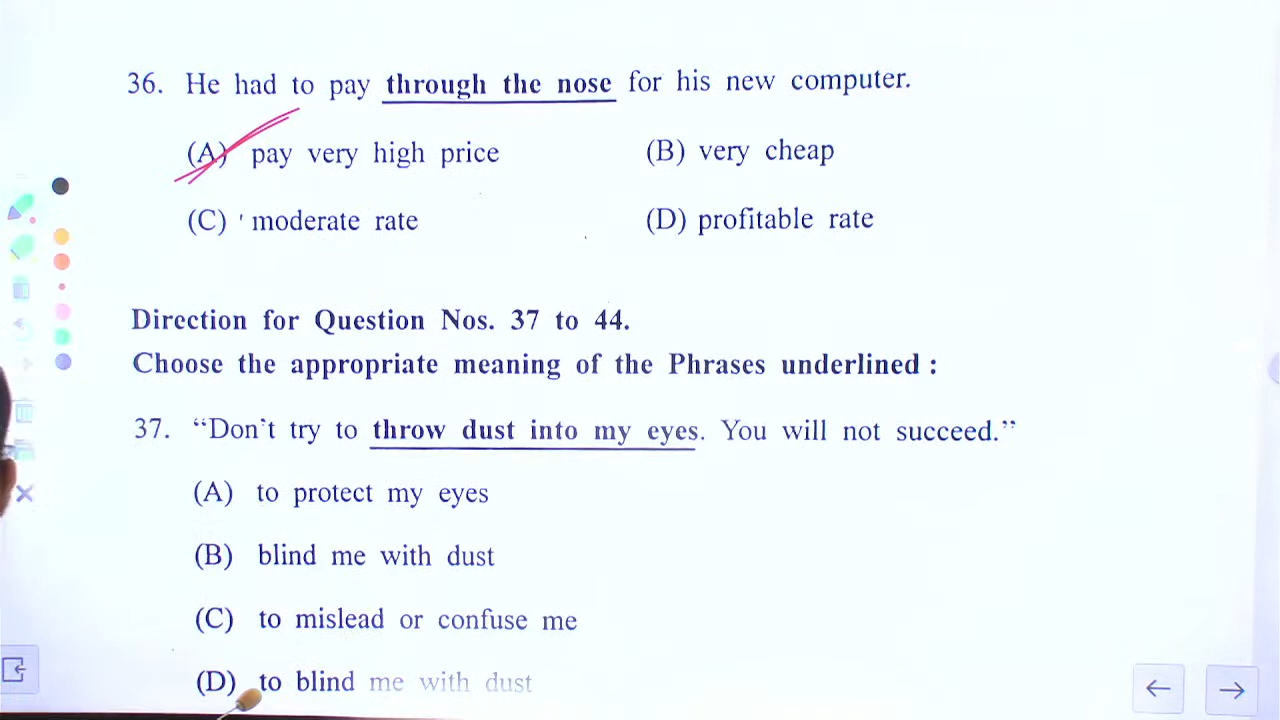 36. He had to pay through the nose for his new computer.
(A) pay very high price (B) very cheap
(C) moderate rate (D) profitable rate
Direction for Question Nos. 37 to 44.
Choose the appropriate meaning of the Phrases underlined :
37. “Don't try to throw dust into my eyes. You will not succeed.”
(A) to protect my eyes
(B) blind me with dust
(C) to mislead or confuse me
(D) to blind me with dust